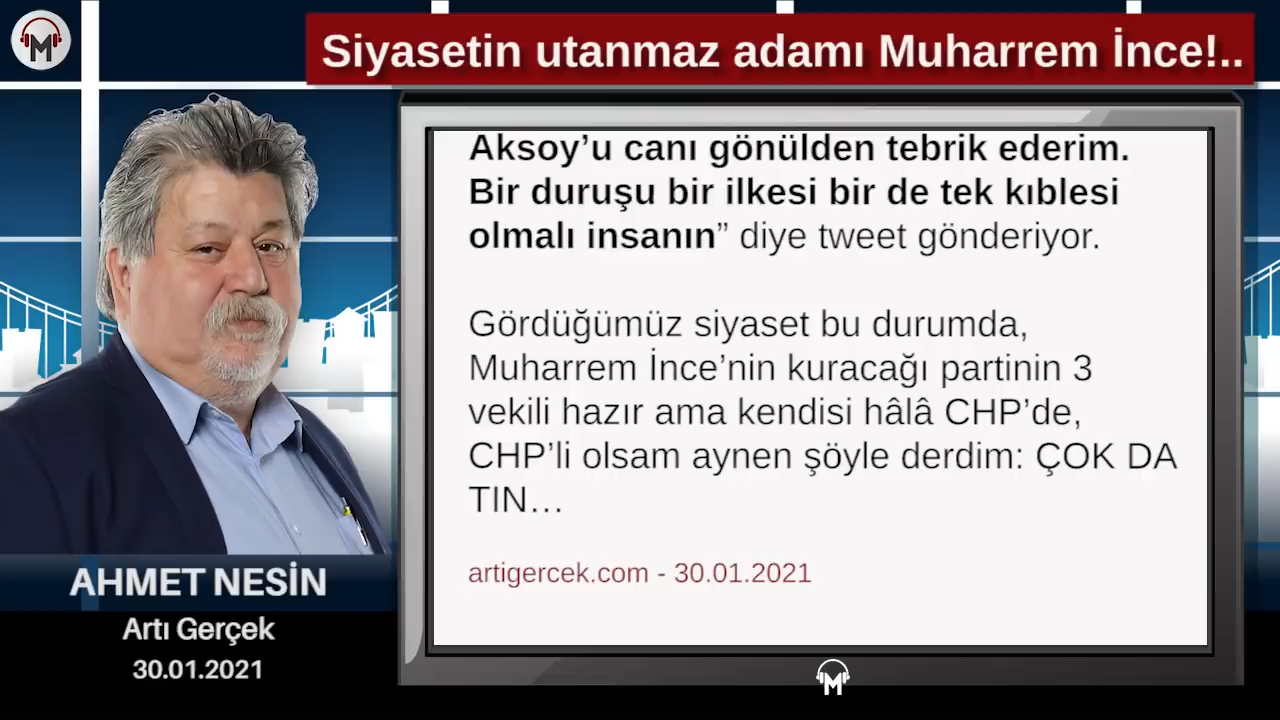 Siyasetin utanmaz adamı Muharrem İnce!..
Aksoy’u canı gönülden tebrik ederim.
Bir duruşu bir ilkesi bir de tek kıblesi
olmalı insanın” diye tweet gönderiyor.
Gördüğümüz siyaset bu durumda,
Muharrem İnce’nin kuracağı partinin 3
vekili hazır ama kendisi hâlâ CHP’de,
CHP’li olsam aynen şöyle derdim: ÇOK DA
TIN…
artigercek.com - 30.01.2021
AHMET NESİN
Artı Gerçek
30.01.2021